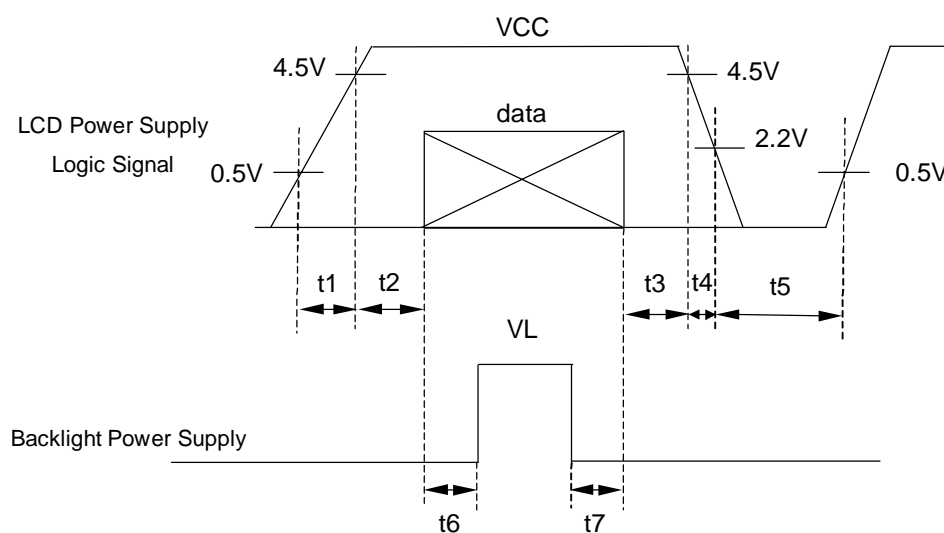 VCC
4.5V
4.5V
data
LCD Power Supply
Logic Signal
2.2V
0.5V
0.5V
t1
t2
t3
t4
t5
VL
Backlight Power Supply
t6
t7